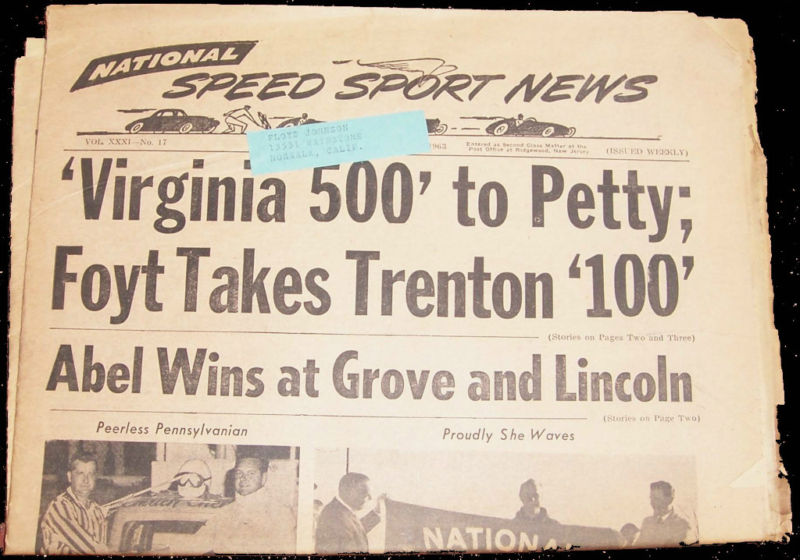 NATIONAL
SPEED SPORT NEWS
FLOYD JOHNSON
NORWALK, CALIF.
VOL. XXXI—No. 17
1963
Entered as Second Class Matter at the
Post Office at Ridgewood, New Jersey.
(ISSUED WEEKLY)
‘Virginia 500’ to Petty;
Foyt Takes Trenton ‘100’
(Stories on Pages Two and Three)
Abel Wins at Grove and Lincoln
(Stories on Page Two)
Peerless Pennsylvanian
Proudly She Waves
NATIONA